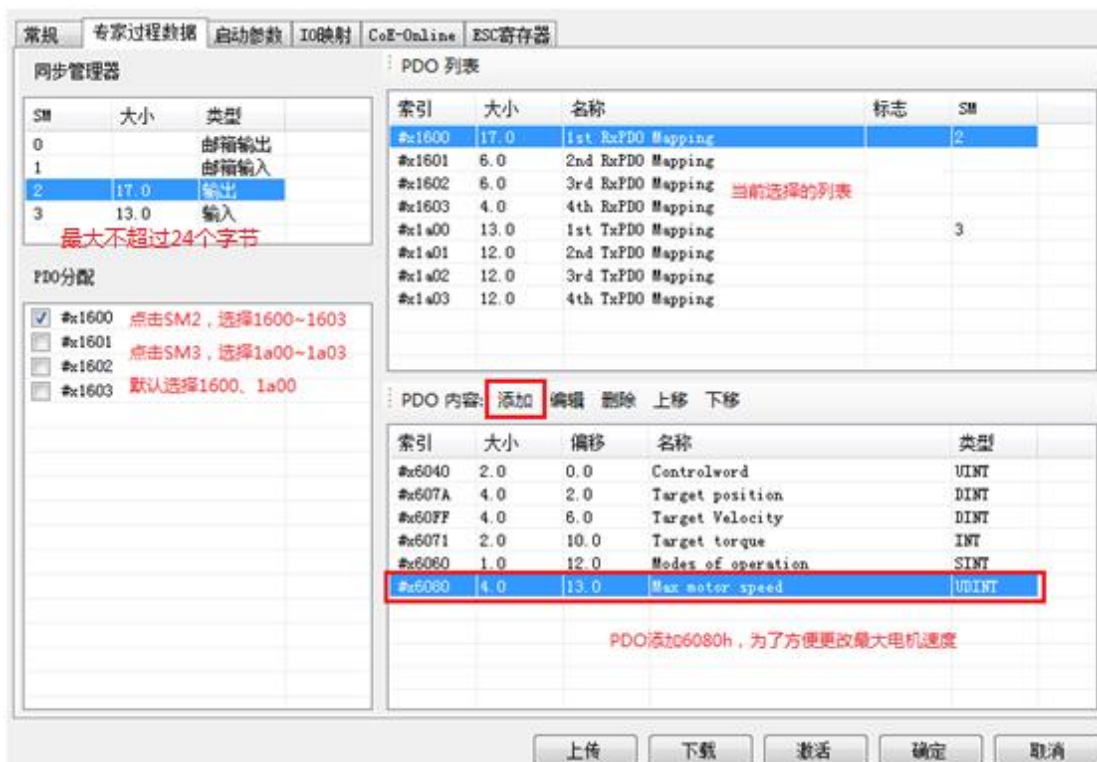 常规 专家过程数据 启动参数 IO映射 CoE-Online ESC寄存器
同步管理器
SM 大小 类型
0 邮箱输出
1 邮箱输入
2 17.0 输出
3 13.0 输入
最大不超过24个字节
PDO分配
#x1600 点击SM2，选择1600~1603
#x1601
点击SM3，选择1a00~1a03
#x1602
#x1603 默认选择1600、1a00
PDO 列表
索引 大小 名称 标志 SM
#x1600 17.0 1st RxPDO Mapping 2
#x1601 6.0 2nd RxPDO Mapping
#x1602 6.0 3rd RxPDO Mapping
当前选择的列表
#x1603 4.0 4th RxPDO Mapping
#x1a00 13.0 1st TxPDO Mapping 3
#x1a01 12.0 2nd TxPDO Mapping
#x1a02 12.0 3rd TxPDO Mapping
#x1a03 12.0 4th TxPDO Mapping
PDO 内容: 添加 编辑 删除 上移 下移
索引 大小 偏移 名称 类型
#x6040 2.0 0.0 Controlword UINT
#x607A 4.0 2.0 Target position DINT
#x60FF 4.0 6.0 Target Velocity DINT
#x6071 2.0 10.0 Target torque INT
#x6060 1.0 12.0 Modes of operation SINT
#x6080 4.0 13.0 Max motor speed UDINT
PDO添加6080h，为了方便更改最大电机速度
上传 下载 激活 确定 取消